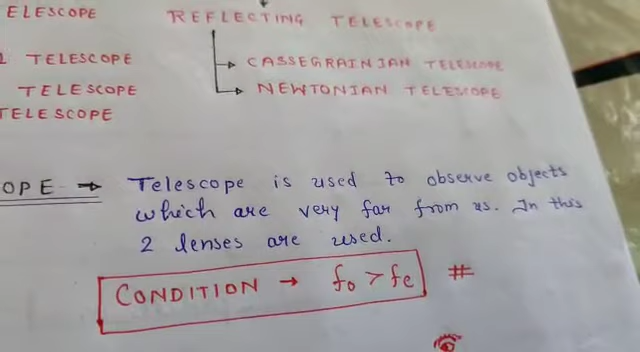 ELESCOPE
REFLECTING TELESCOPE
TELESCOPE
CASSEGRAINIAN TELESCOPE
TELESCOPE
NEWTONIAN TELESCOPE
TELESCOPE
OPE → Telescope is used to observe objects
which are very far from us. In this
2 lenses are used.
CONDITION → fo > fe #